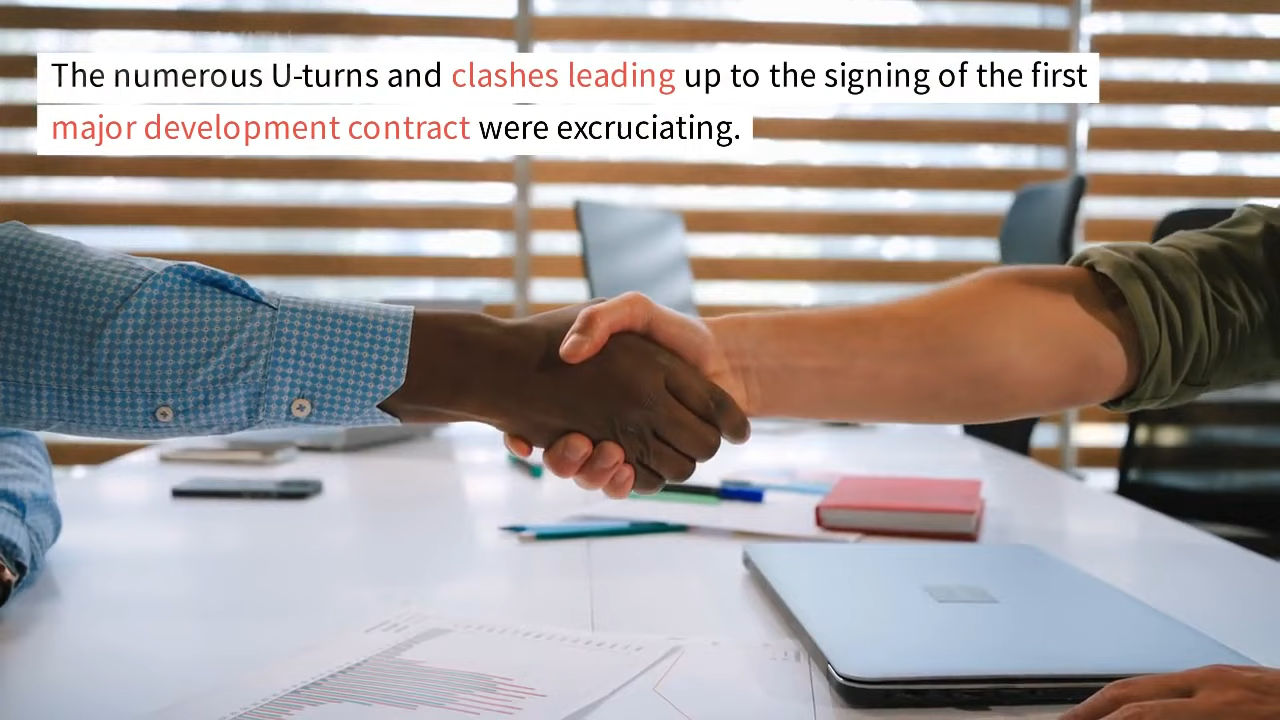 The numerous U-turns and clashes leading up to the signing of the first
major development contract were excruciating.